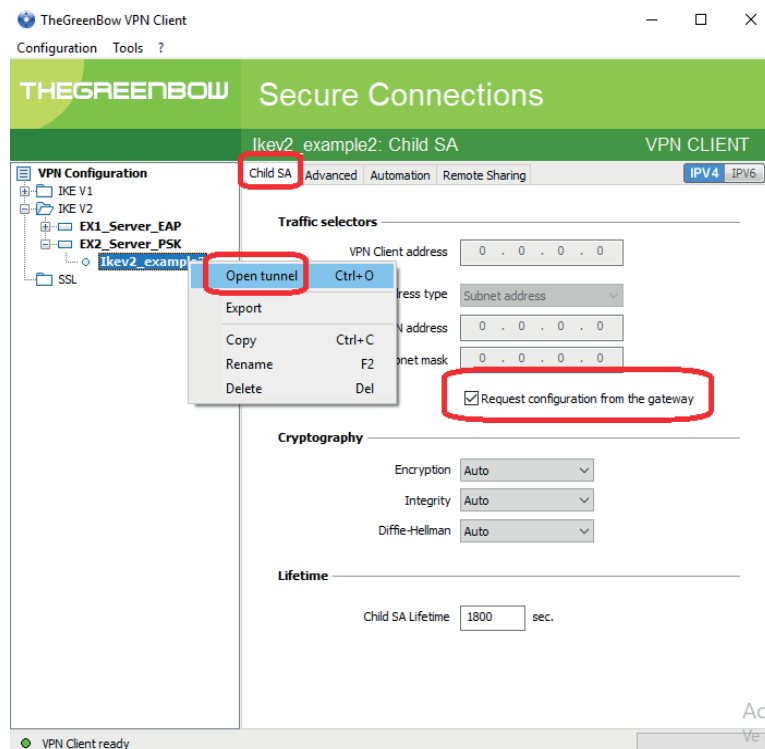 TheGreenBow VPN Client
Configuration Tools ?
THEGREENBOW
Secure Connections
Ikev2_example2: Child SA
VPN CLIENT
VPN Configuration
IKE V1
IKE V2
EX1_Server_EAP
EX2_Server_PSK
Ikev2_example
SSL
Child SA Advanced Automation Remote Sharing
IPV4 IPV6
Open tunnel Ctrl+O
Export
Copy Ctrl+C
Rename F2
Delete Del
Traffic selectors
VPN Client address 0 . 0 . 0 . 0
ress type Subnet address
N address 0 . 0 . 0 . 0
net mask 0 . 0 . 0 . 0
Request configuration from the gateway
Cryptography
Encryption Auto
Integrity Auto
Diffie-Hellman Auto
Lifetime
Child SA Lifetime 1800 sec.
VPN Client ready
Ac
Ve